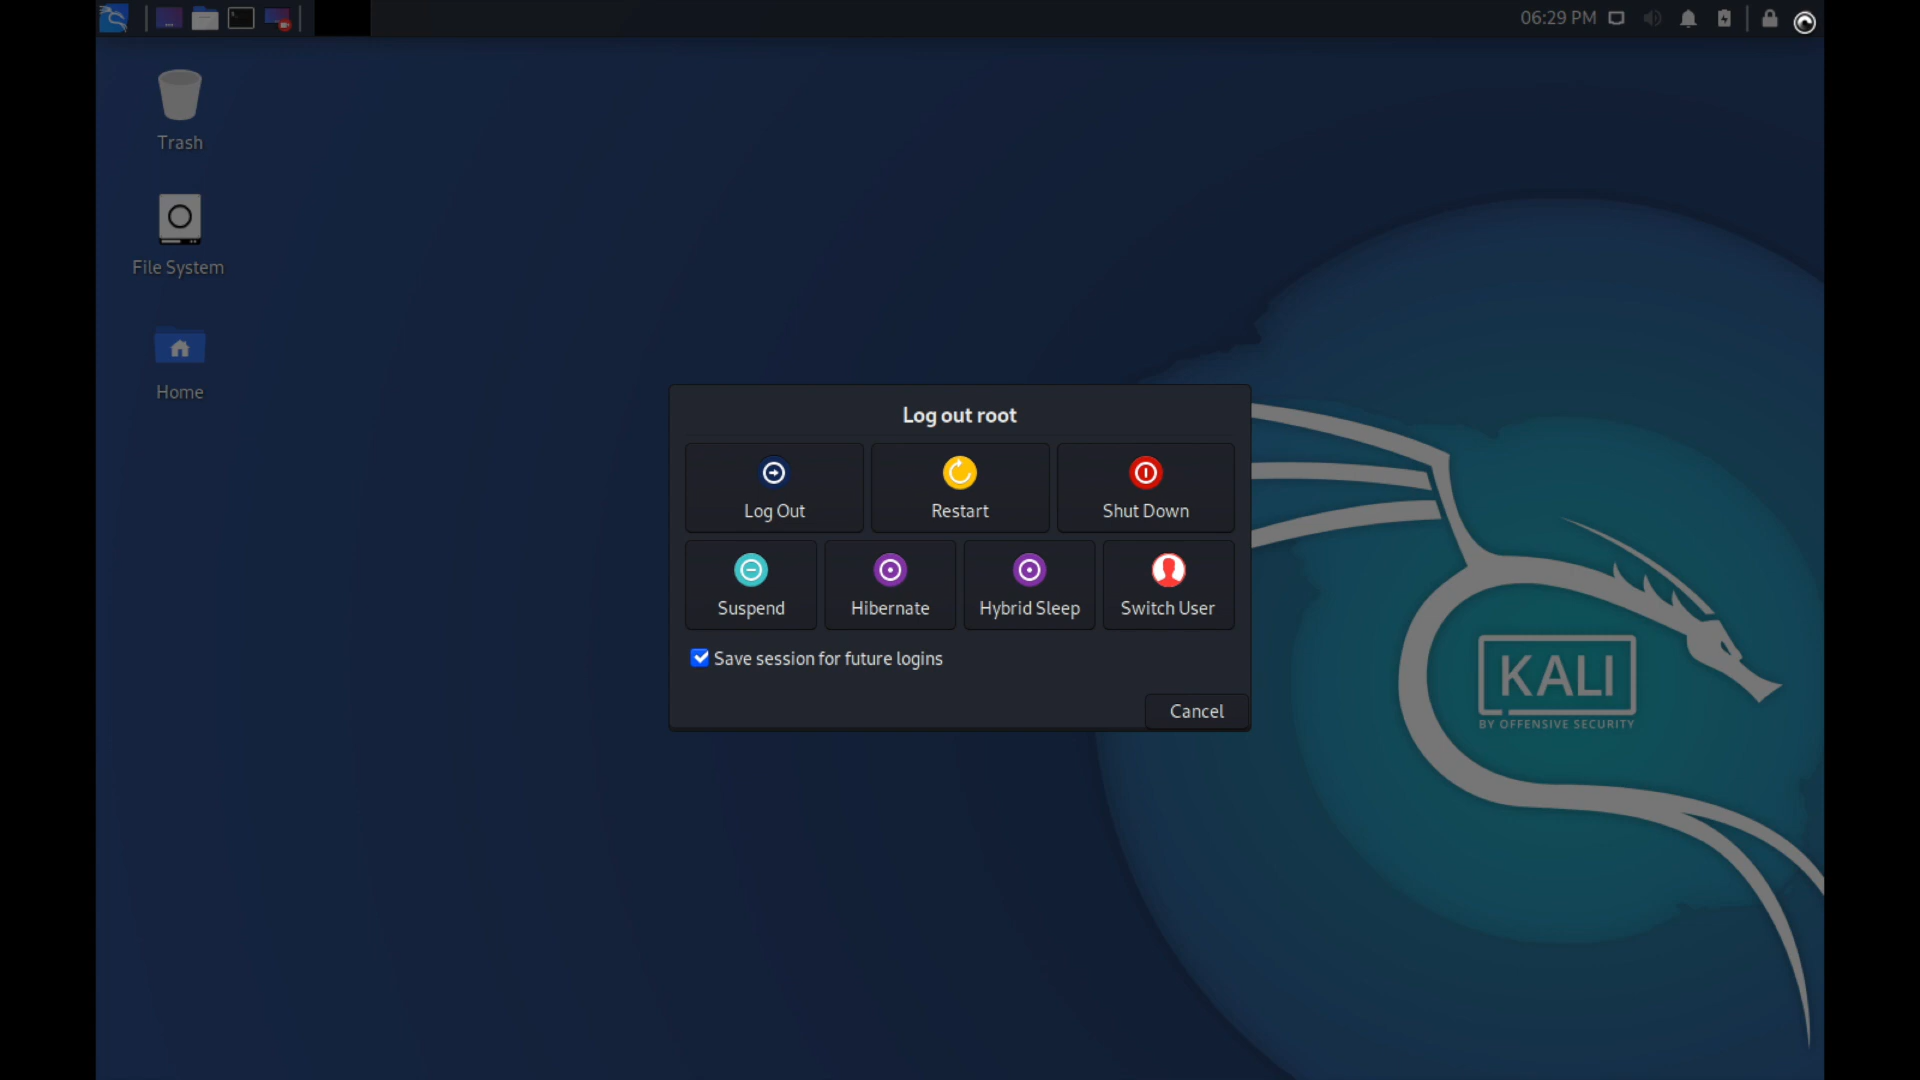 06:29 PM
Trash
File System
Home
Log out root
Log Out
Restart
Shut Down
Suspend
Hibernate
Hybrid Sleep
Switch User
Save session for future logins
Cancel
KALI
BY OFFENSIVE SECURITY